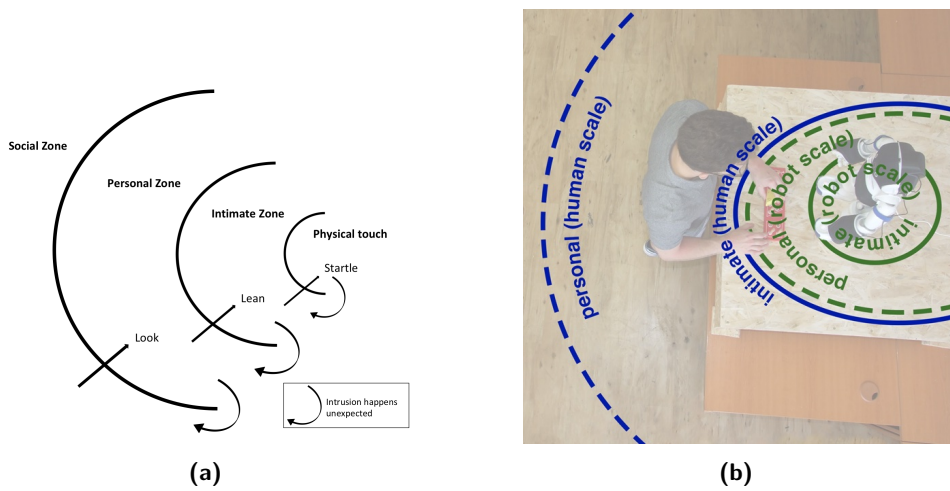 Social Zone
Personal Zone
Intimate Zone
Physical touch
Startle
Lean
Look
Intrusion happens
unexpected
(a)
personal (human scale)
intimate (human scale)
personal (robot scale)
intimate (robot scale)
(b)